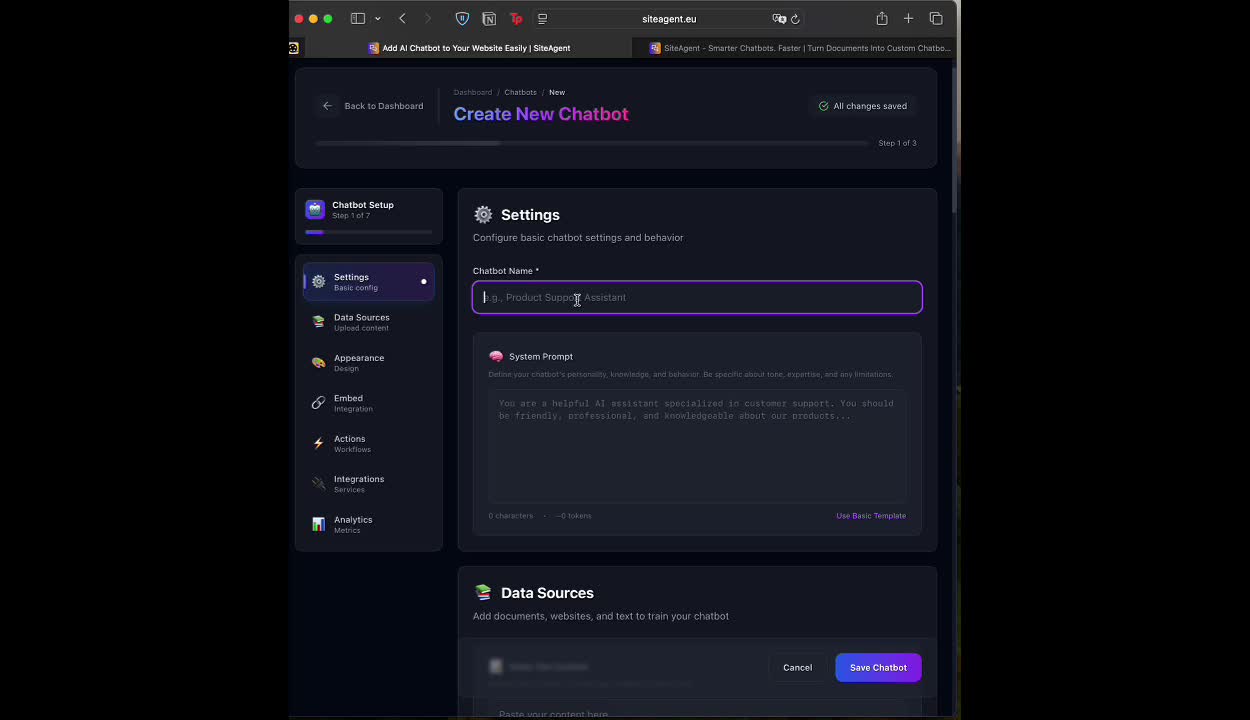 siteagent.eu
Add AI Chatbot to Your Website Easily | SiteAgent
SiteAgent - Smarter Chatbots. Faster | Turn Documents Into Custom Chatbo...
Back to Dashboard
Dashboard / Chatbots / New
Create New Chatbot
All changes saved
Step 1 of 3
Chatbot Setup
Step 1 of 7
Settings
Basic config
Data Sources
Upload content
Appearance
Design
Embed
Integration
Actions
Workflows
Integrations
Services
Analytics
Metrics
Settings
Configure basic chatbot settings and behavior
Chatbot Name *
e.g., Product Support Assistant
System Prompt
Define your chatbot's personality, knowledge, and behavior. Be specific about tone, expertise, and any limitations.
You are a helpful AI assistant specialized in customer support. You should
be friendly, professional, and knowledgeable about our products...
0 characters · ~0 tokens
Use Basic Template
Data Sources
Add documents, websites, and text to train your chatbot
Cancel
Save Chatbot
Paste your content here